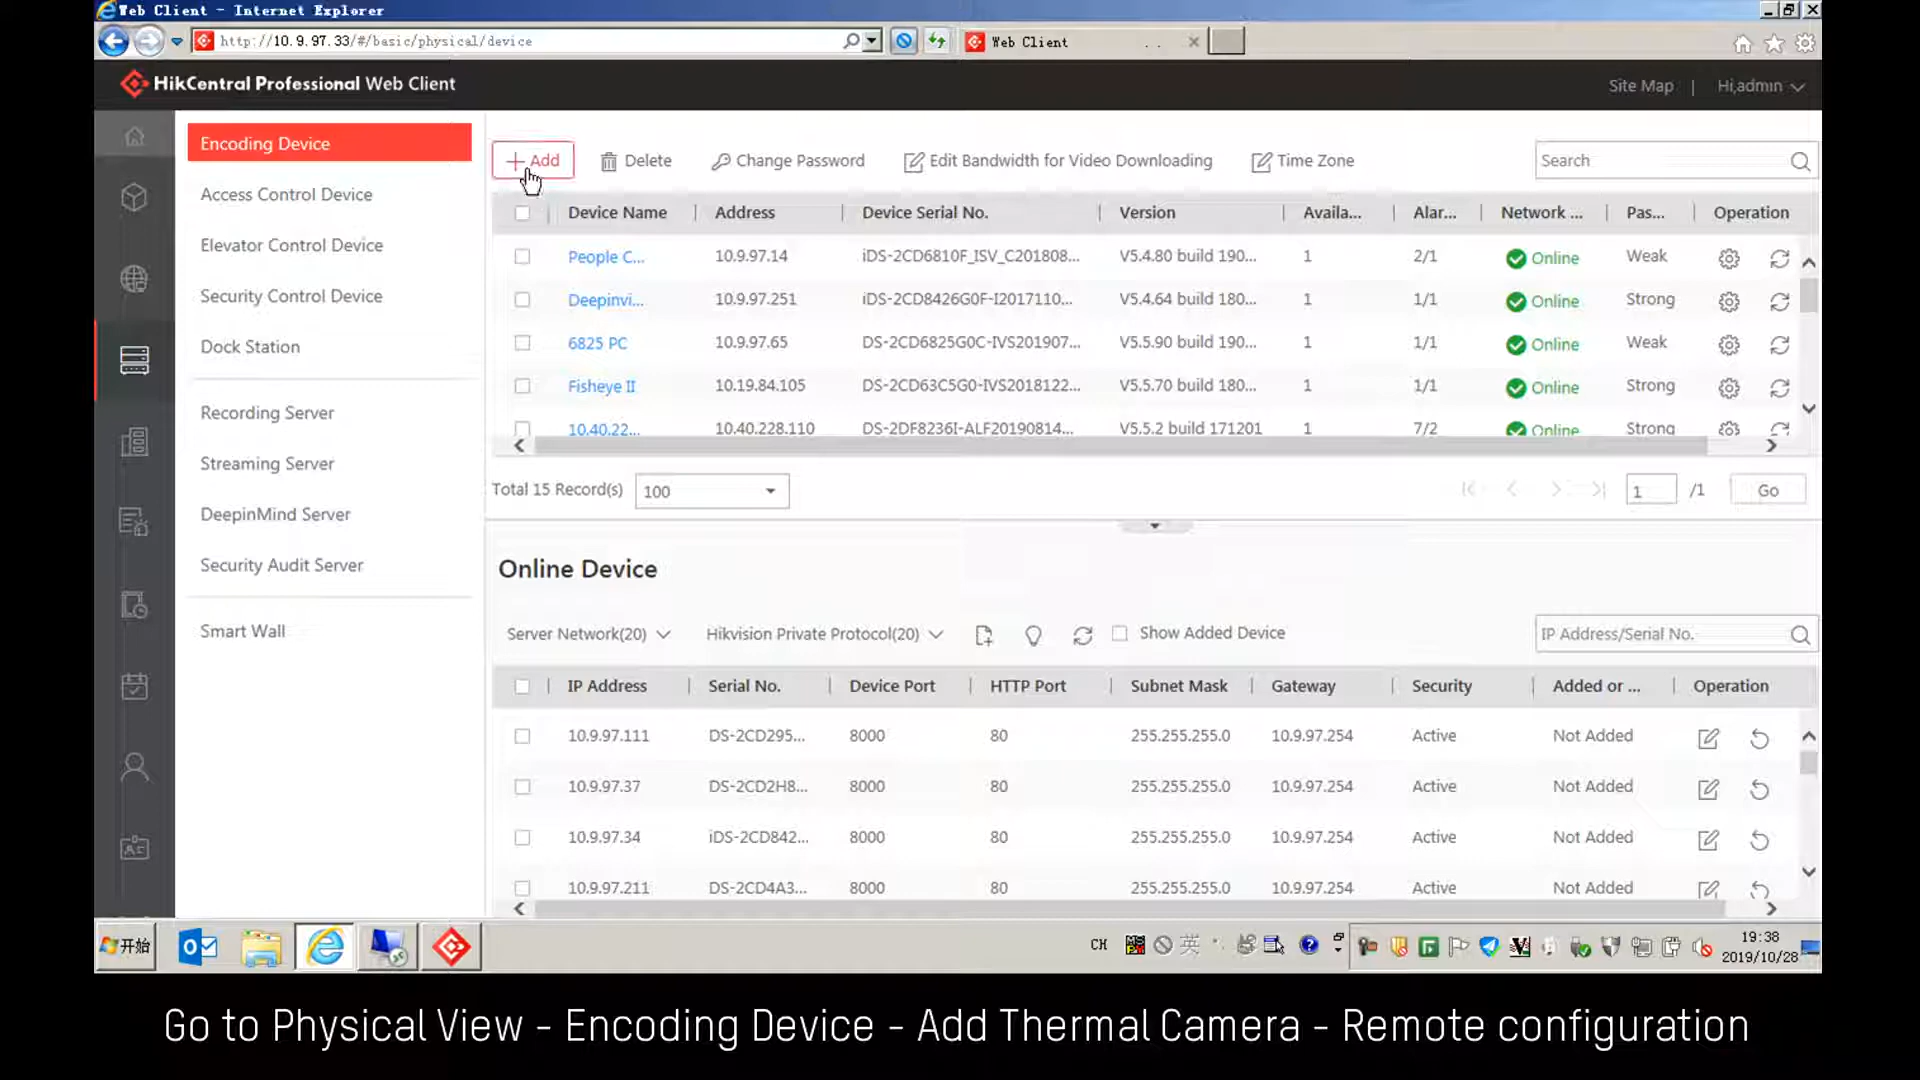 Web Client - Internet Explorer
http://10.9.97.33/#/basic/physical/device
Web Client ...
HikCentral Professional Web Client
Site Map | Hi,admin
Encoding Device
Access Control Device
Elevator Control Device
Security Control Device
Dock Station
Recording Server
Streaming Server
DeepinMind Server
Security Audit Server
Smart Wall
Add Delete Change Password Edit Bandwidth for Video Downloading Time Zone Search
Device Name Address Device Serial No. Version Availa... Alar... Network ... Pas... Operation
People C... 10.9.97.14 iDS-2CD6810F_ISV_C201808... V5.4.80 build 190... 1 2/1 Online Weak
Deepinvi... 10.9.97.251 iDS-2CD8426G0F-I2017110... V5.4.64 build 180... 1 1/1 Online Strong
6825 PC 10.9.97.65 DS-2CD6825G0C-IVS201907... V5.5.90 build 190... 1 1/1 Online Weak
Fisheye II 10.19.84.105 DS-2CD63C5G0-IVS2018122... V5.5.70 build 180... 1 1/1 Online Strong
10.40.22... 10.40.228.110 DS-2DF8236I-ALF20190814... V5.5.2 build 171201 1 7/2 Online Strong
Total 15 Record(s) 100 1 /1 Go
Online Device
Server Network(20) Hikvision Private Protocol(20) Show Added Device IP Address/Serial No.
IP Address Serial No. Device Port HTTP Port Subnet Mask Gateway Security Added or ... Operation
10.9.97.111 DS-2CD295... 8000 80 255.255.255.0 10.9.97.254 Active Not Added
10.9.97.37 DS-2CD2H8... 8000 80 255.255.255.0 10.9.97.254 Active Not Added
10.9.97.34 iDS-2CD842... 8000 80 255.255.255.0 10.9.97.254 Active Not Added
10.9.97.211 DS-2CD4A3... 8000 80 255.255.255.0 10.9.97.254 Active Not Added
开始 CH 英 19:38
2019/10/28
Go to Physical View - Encoding Device - Add Thermal Camera - Remote configuration